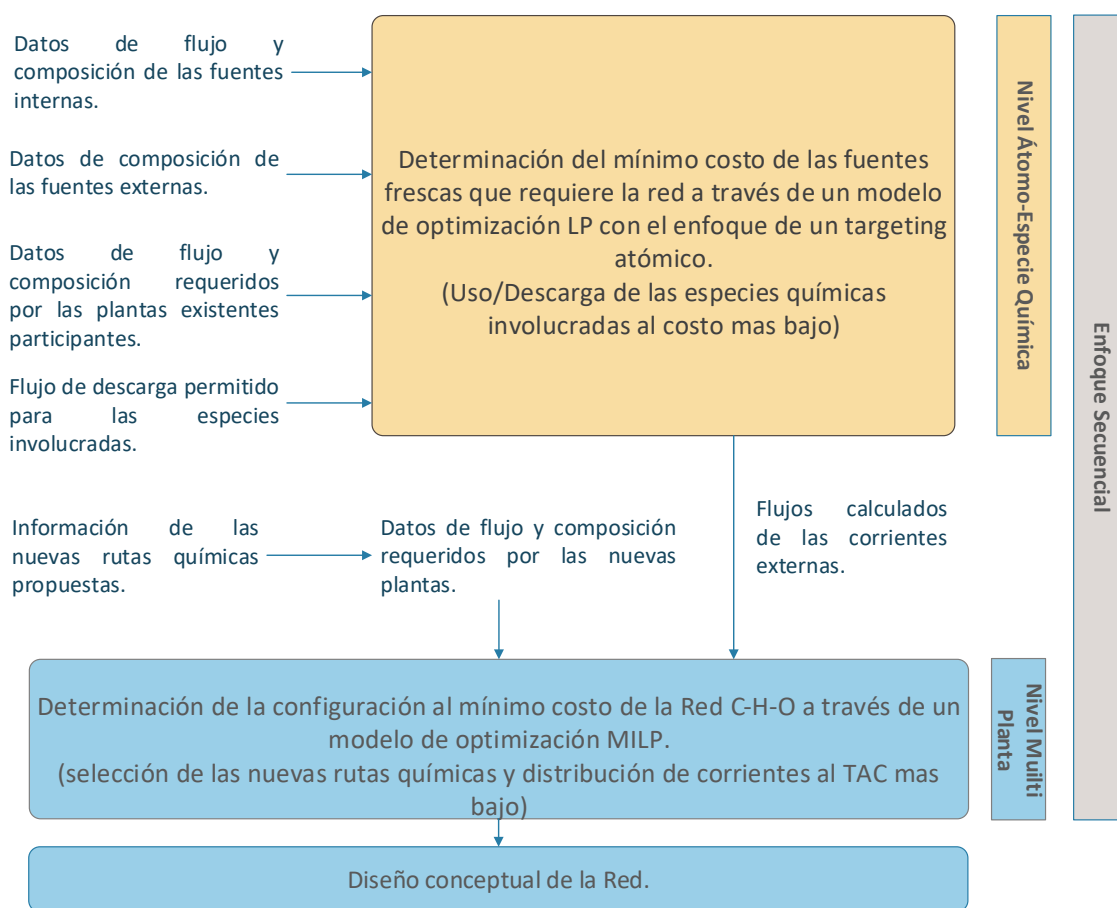 Datos de flujo y
composición de las fuentes
internas.
Datos de composición de
las fuentes externas.
Datos de flujo y
composición requeridos
por las plantas existentes
participantes.
Flujo de descarga permitido
para las especies
involucradas.
Determinación del mínimo costo de las fuentes
frescas que requiere la red a través de un modelo
de optimización LP con el enfoque de un targeting
atómico.
(Uso/Descarga de las especies químicas
involucradas al costo mas bajo)
Nivel Átomo-Especie Química
Enfoque Secuencial
Información de las
nuevas rutas químicas
propuestas.
Datos de flujo y composición
requeridos por las nuevas
plantas.
Flujos calculados
de las corrientes
externas.
Determinación de la configuración al mínimo costo de la Red C-H-O a través de un
modelo de optimización MILP.
(selección de las nuevas rutas químicas y distribución de corrientes al TAC mas
bajo)
Nivel Muilti
Planta
Diseño conceptual de la Red.